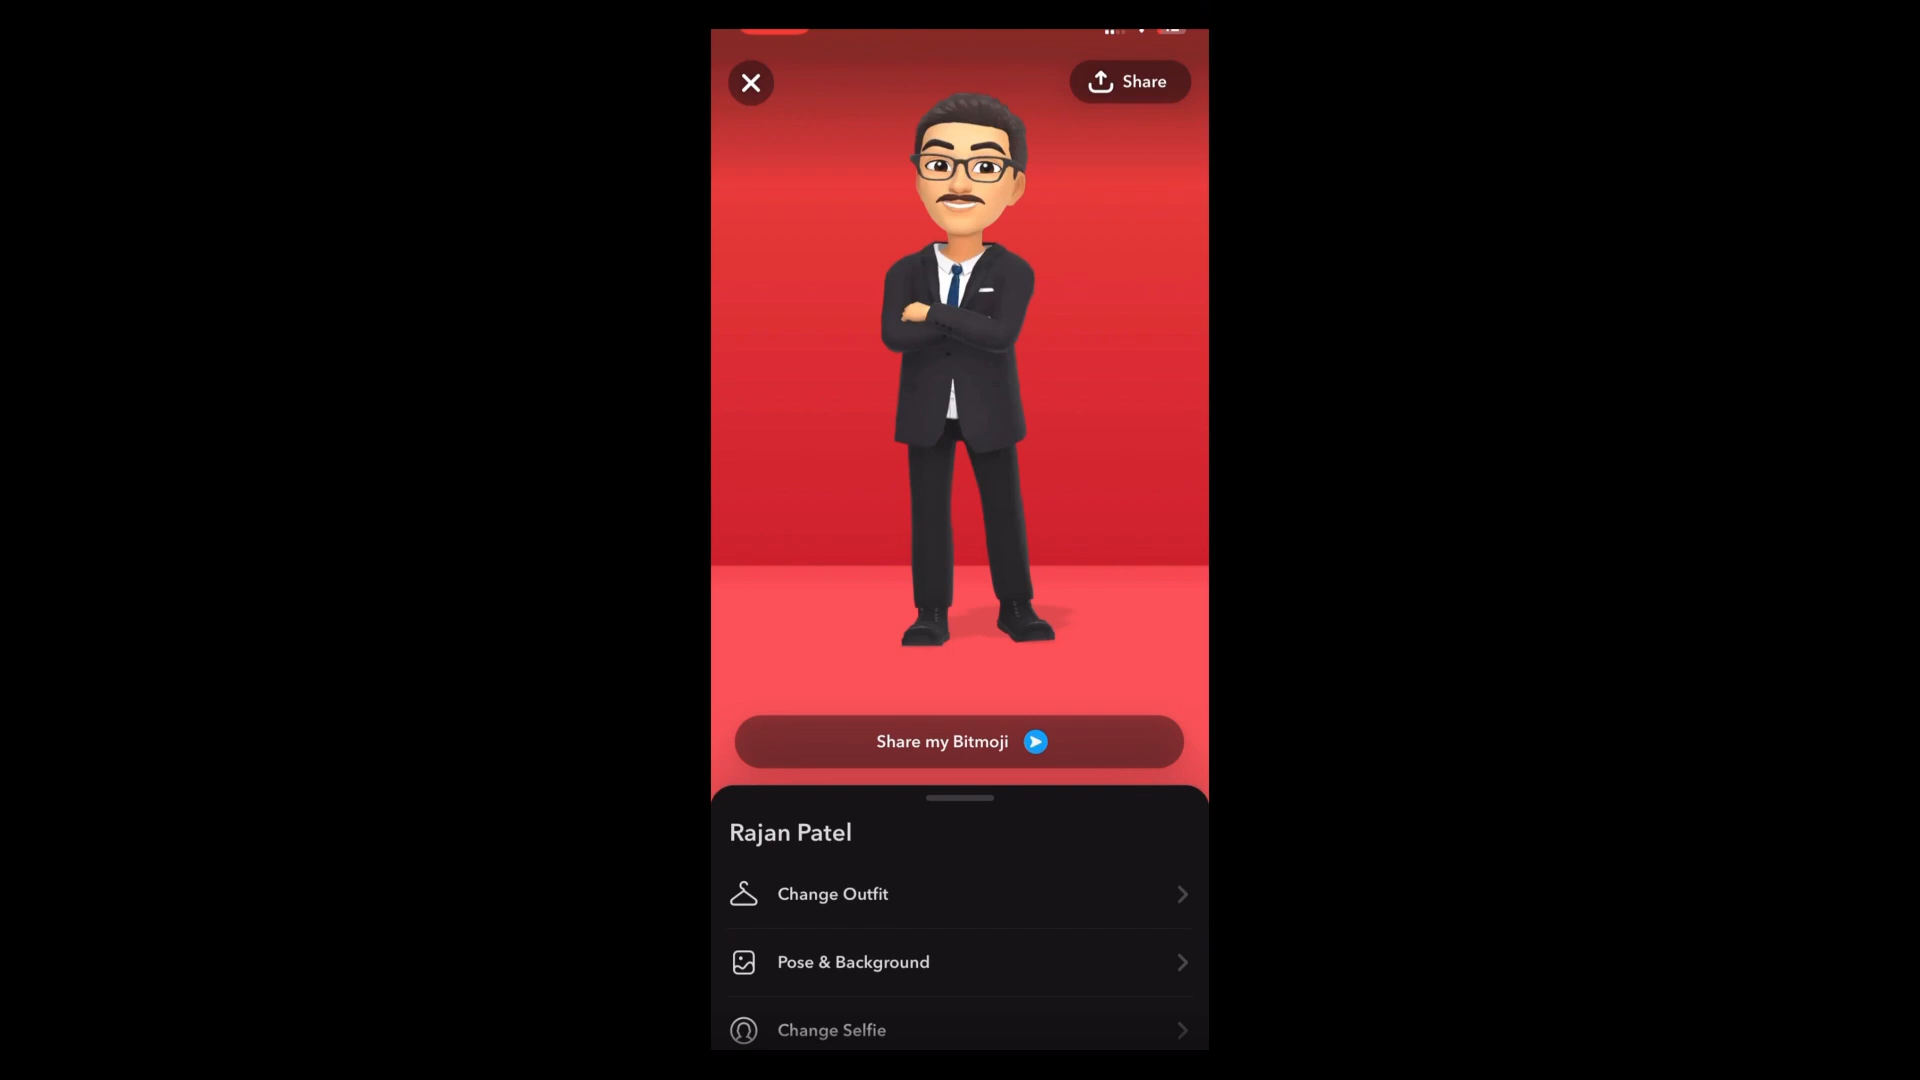 Share
Share my Bitmoji
Rajan Patel
Change Outfit
Pose & Background
Change Selfie